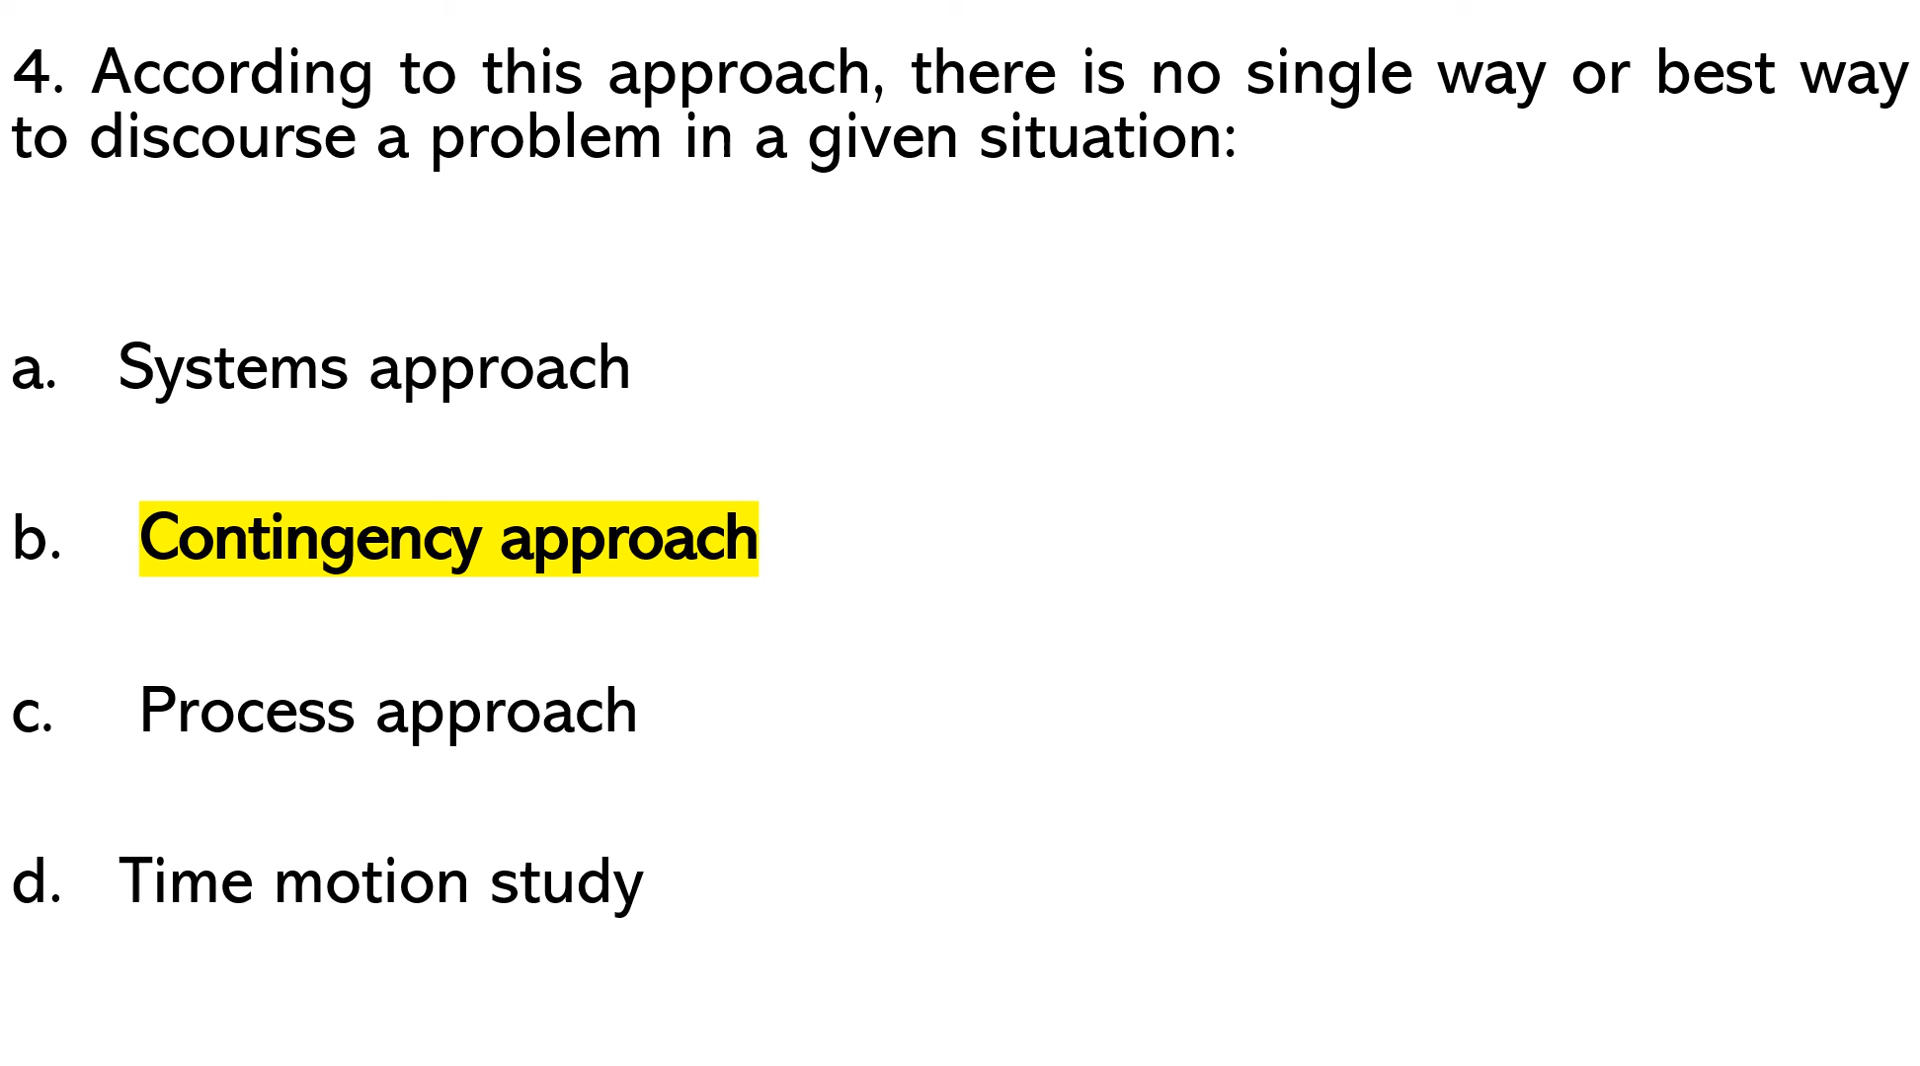 4. According to this approach, there is no single way or best way
to discourse a problem in a given situation:
a. Systems approach
b. Contingency approach
c. Process approach
d. Time motion study